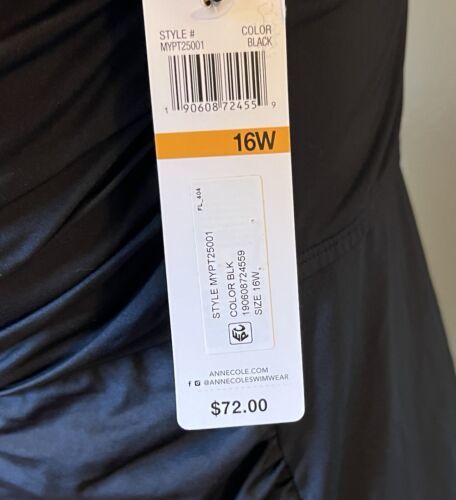 STYLE #
COLOR
MYPT25001
BLACK
1 90608 72455 9
16W
FL_404
STYLE MYPT25001
COLOR BLK
190608724559
SIZE 16W
ANNECOLE.COM
@ANNECOLESWIMWEAR
$72.00